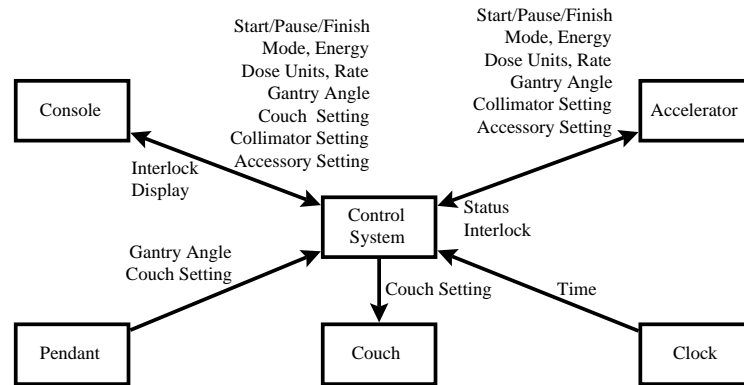 Start/Pause/Finish
Mode, Energy
Dose Units, Rate
Gantry Angle
Couch Setting
Collimator Setting
Accessory Setting
Start/Pause/Finish
Mode, Energy
Dose Units, Rate
Gantry Angle
Collimator Setting
Accessory Setting
Console
Accelerator
Interlock
Display
Control
System
Status
Interlock
Gantry Angle
Couch Setting
Couch Setting
Time
Pendant
Couch
Clock